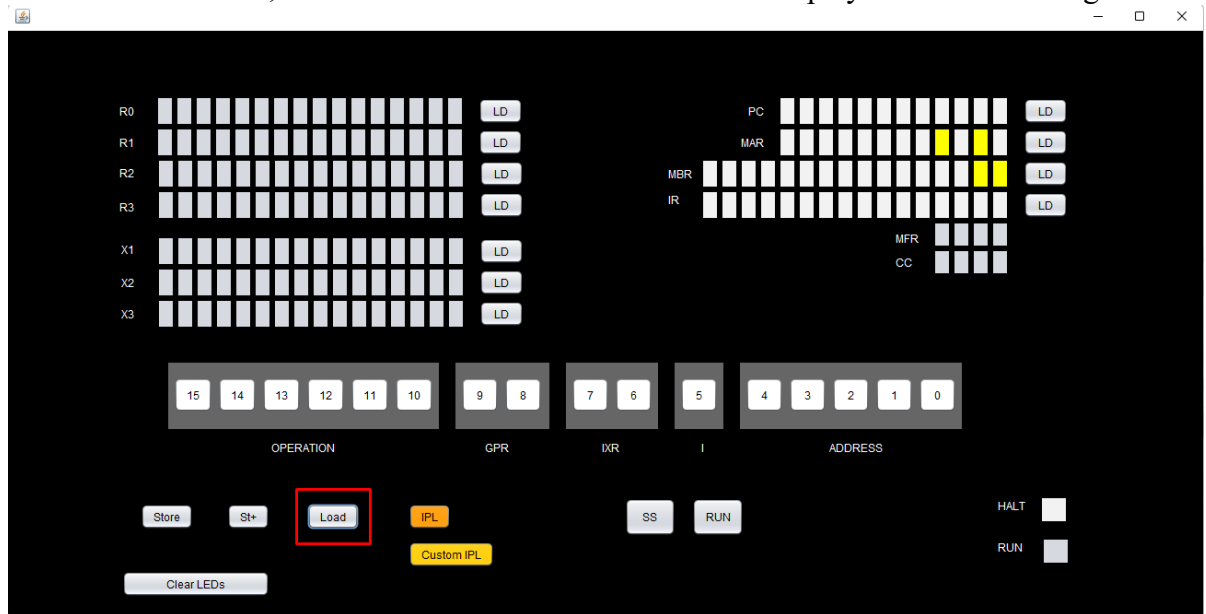 R0 LD PC LD
R1 LD MAR LD
R2 LD MBR LD
R3 LD IR LD
MFR
X1 LD CC
X2 LD
X3 LD
15 14 13 12 11 10 9 8 7 6 5 4 3 2 1 0
OPERATION GPR IXR I ADDRESS
Store St+ Load IPL SS RUN HALT
Custom IPL RUN
Clear LEDs